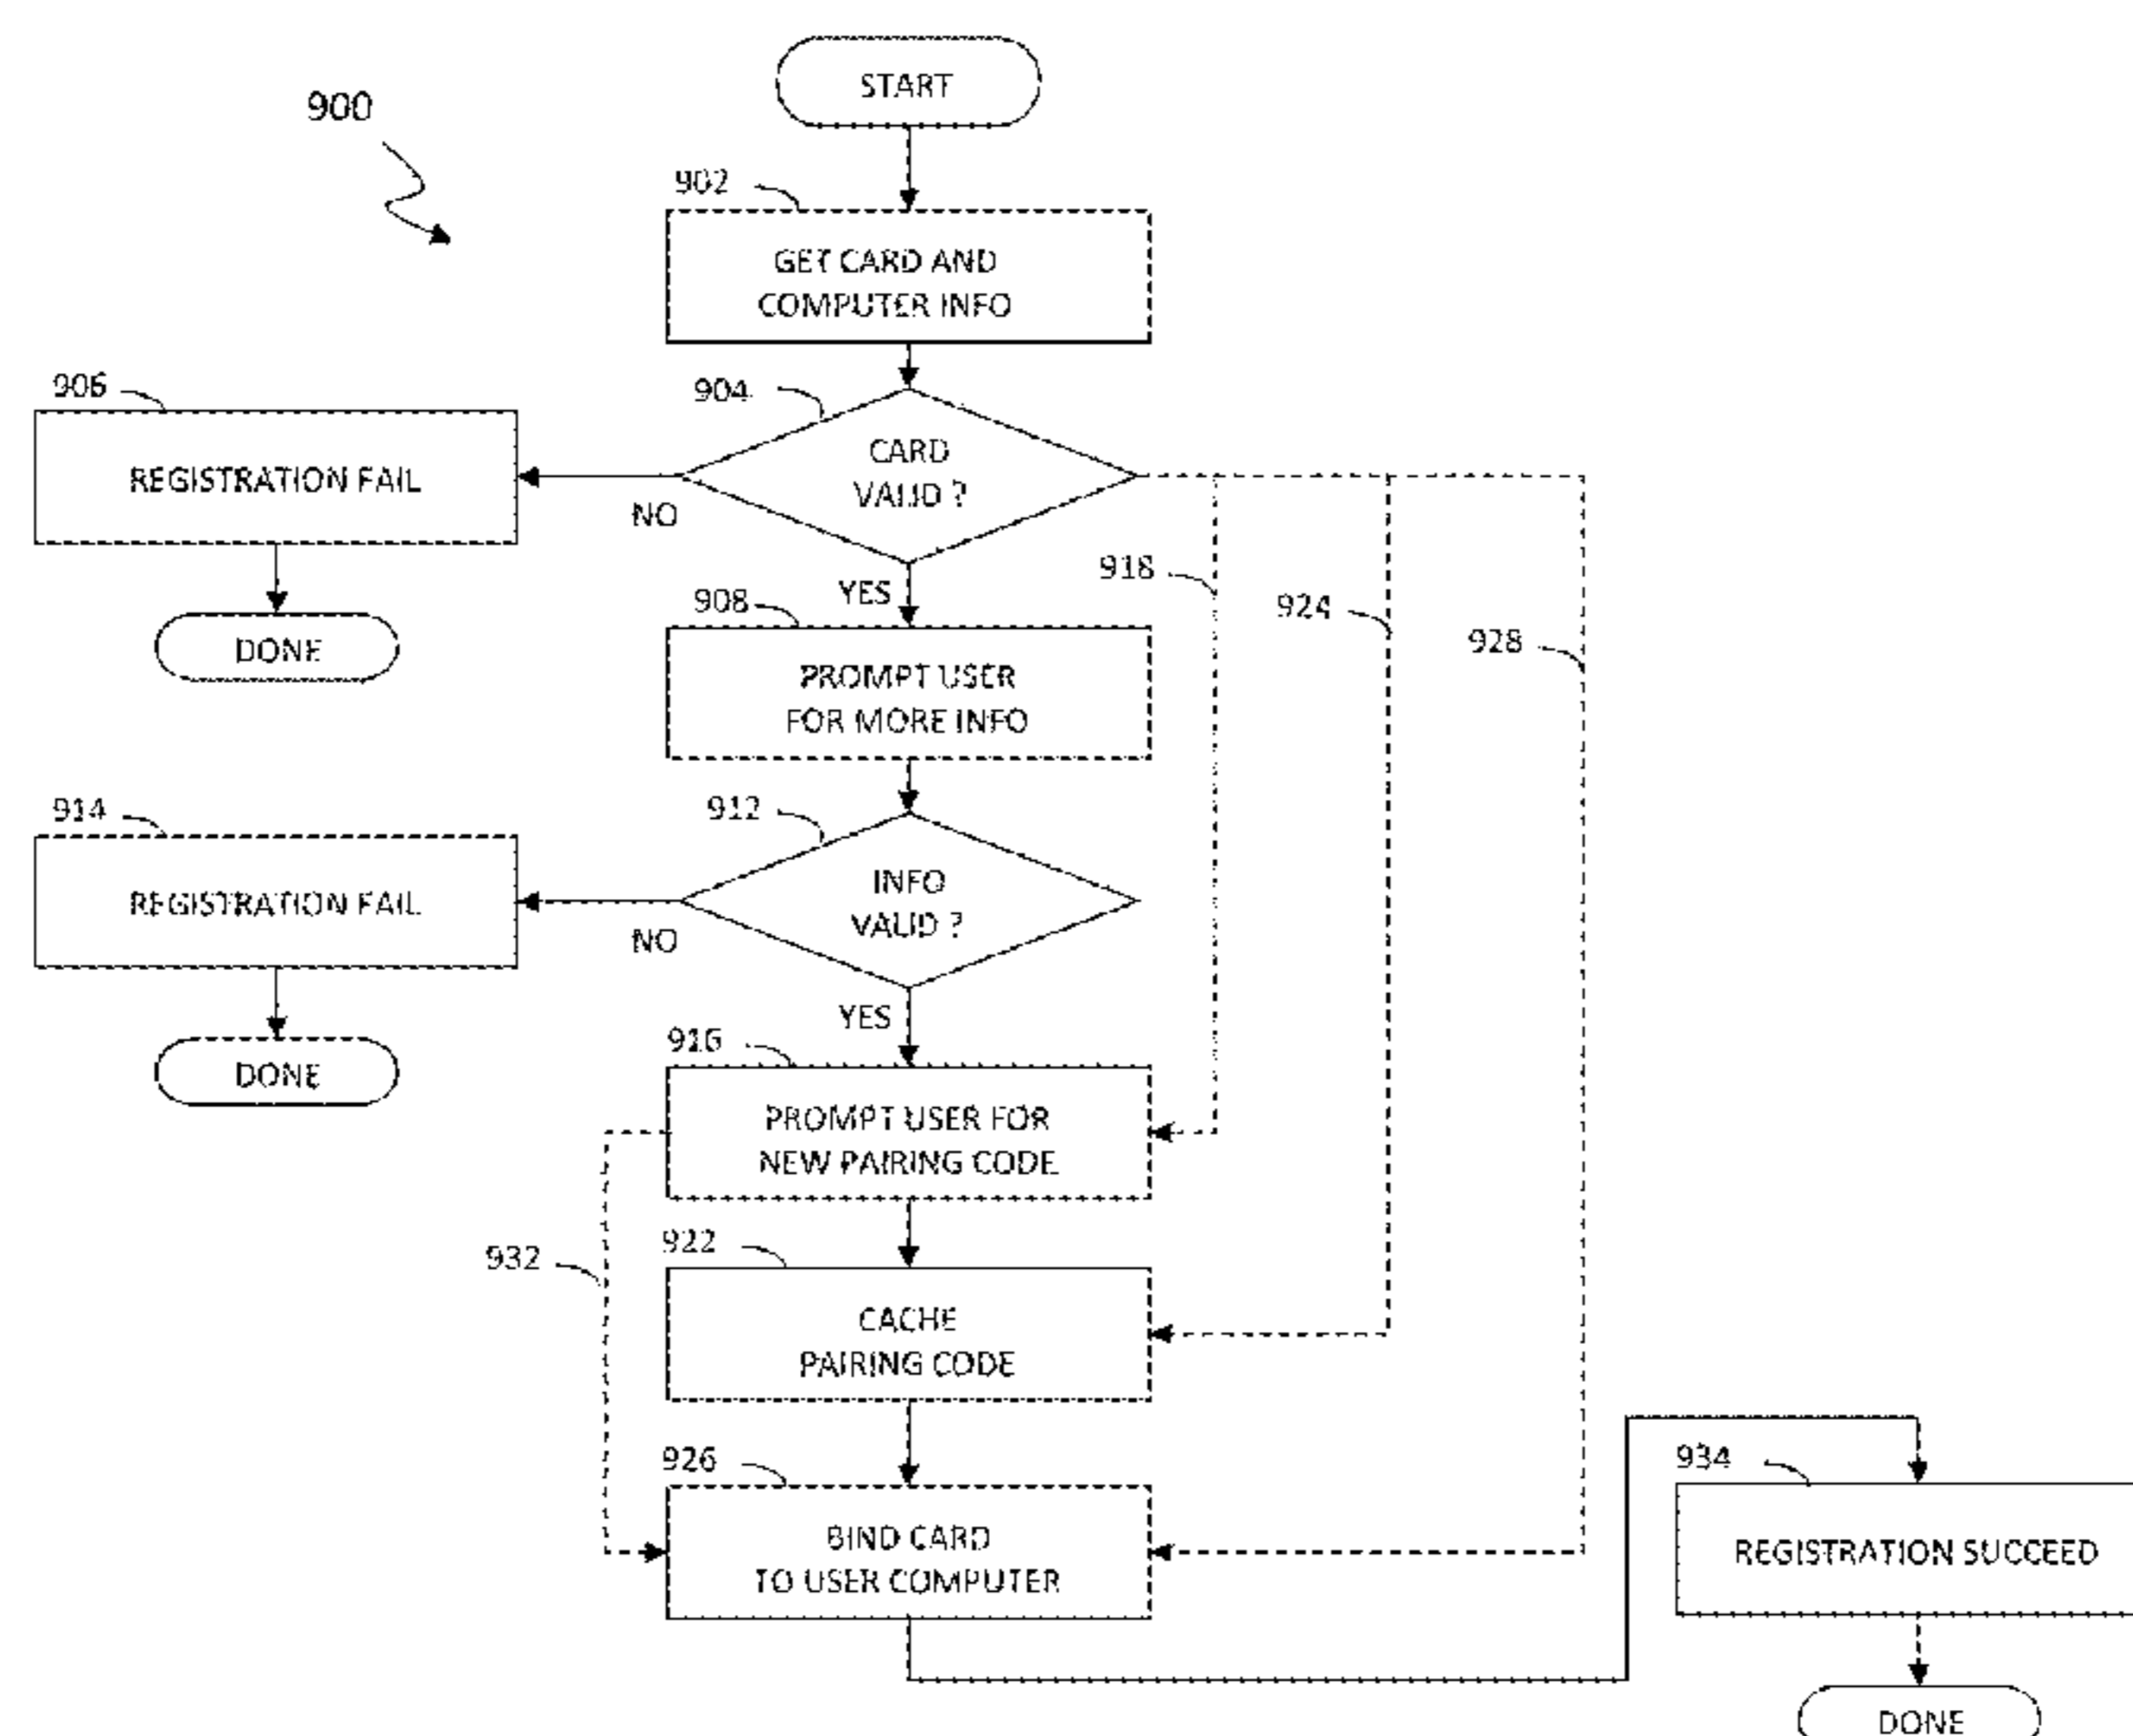 START
900
902
GET CARD AND
COMPUTER INFO
906
904
REGISTRATION FAIL
CARD
VALID ?
NO
YES
918
908
924
928
DONE
PROMPT USER
FOR MORE INFO
914
912
REGISTRATION FAIL
INFO
VALID ?
NO
YES
916
DONE
PROMPT USER FOR
NEW PAIRING CODE
932
922
CACHE
PAIRING CODE
926
934
BIND CARD
TO USER COMPUTER
REGISTRATION SUCCEED
DONE